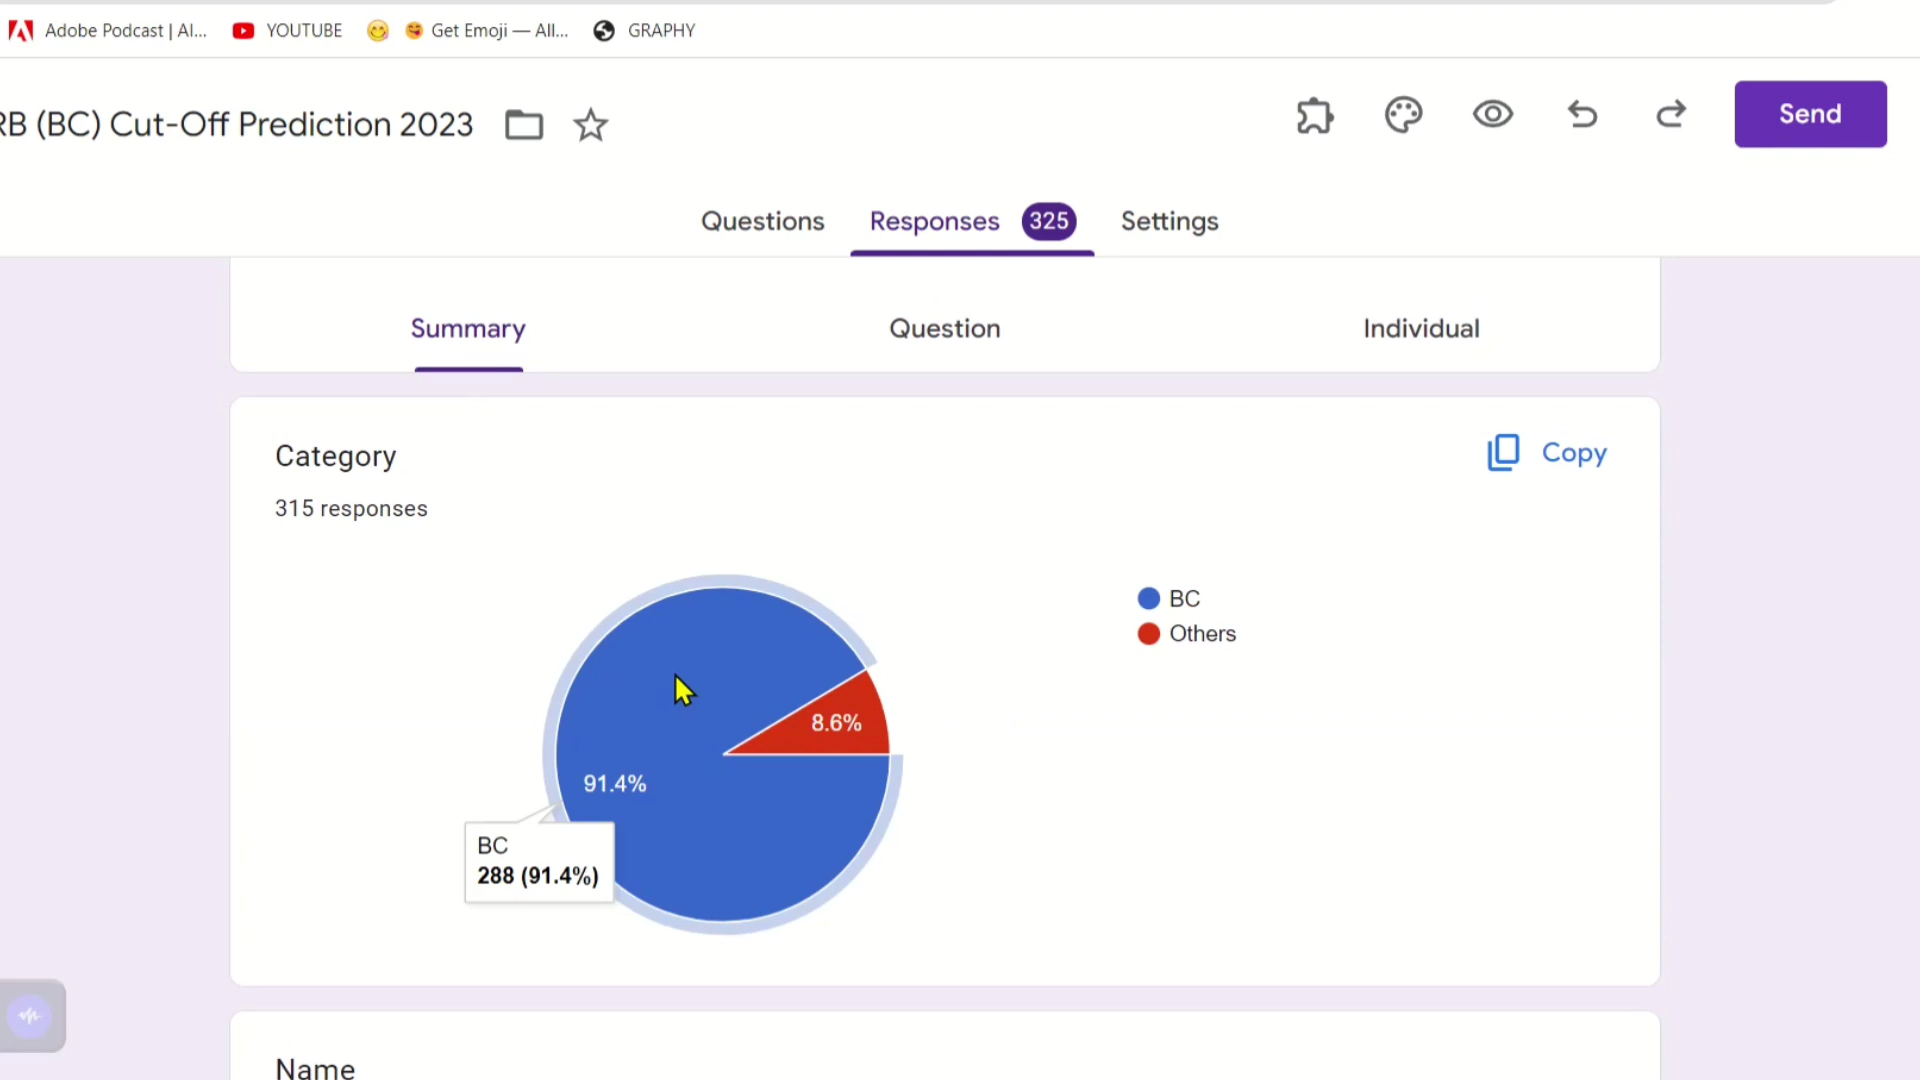 Adobe Podcast | AI...
YOUTUBE
Get Emoji — All...
GRAPHY
RB (BC) Cut-Off Prediction 2023
Send
Questions
Responses 325
Settings
Summary
Question
Individual
Category
Copy
315 responses
BC
Others
8.6%
91.4%
BC
288 (91.4%)
Name